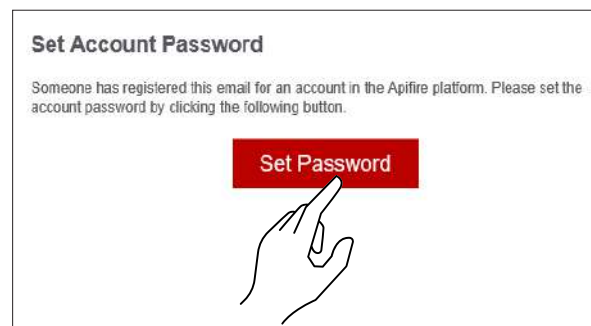 Set Account Password
Someone has registered this email for an account in the Apifire platform. Please set the
account password by clicking the following button.
Set Password